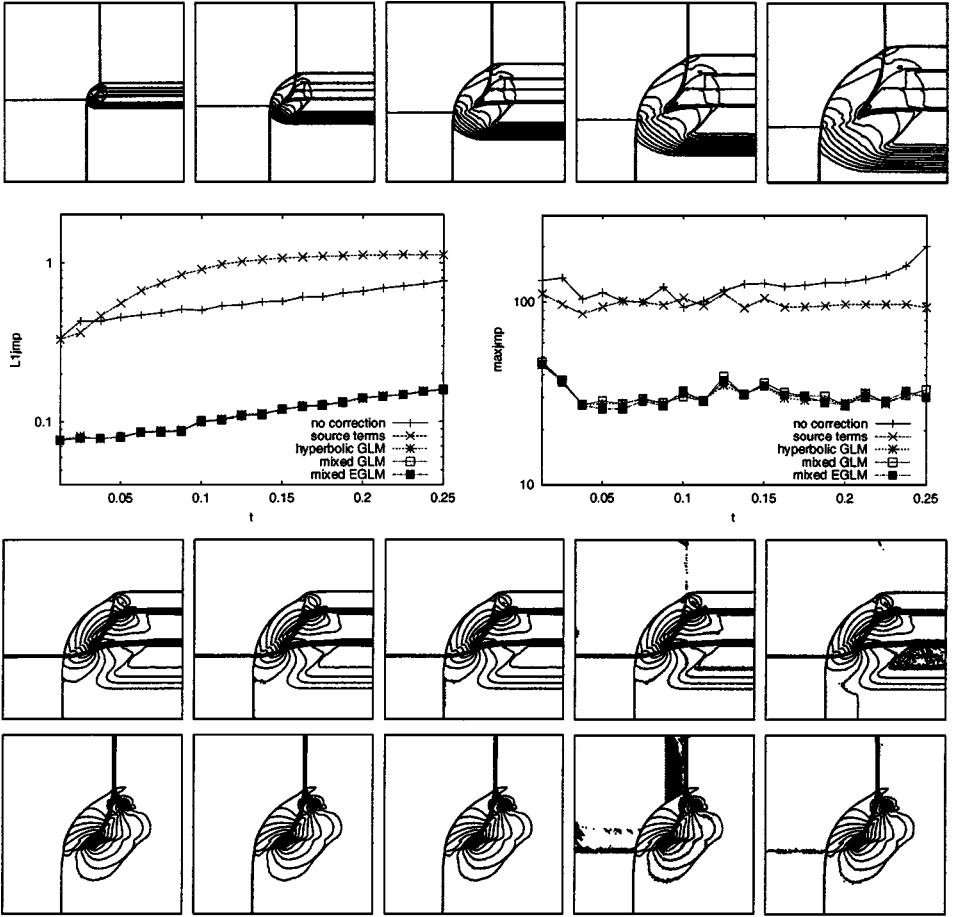 L1jmp
1
0.1
no correction
source terms
hyperbolic GLM
mixed GLM
mixed EGLM
0.05
0.1
0.15
0.2
0.25
t
maxjmp
100
10
no correction
source terms
hyperbolic GLM
mixed GLM
mixed EGLM
0.05
0.1
0.15
0.2
0.25
t